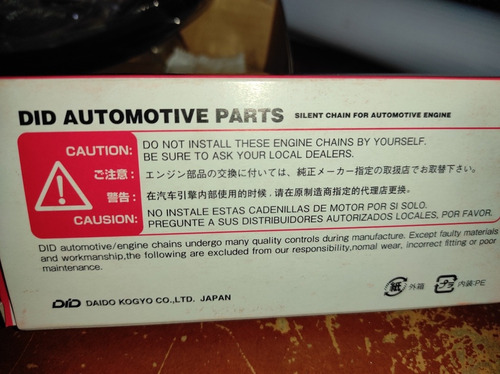 DID AUTOMOTIVE PARTS SILENT CHAIN FOR AUTOMOTIVE ENGINE
CAUTION: DO NOT INSTALL THESE ENGINE CHAINS BY YOURSELF.
BE SURE TO ASK YOUR LOCAL DEALERS.
ご注意: エンジン部品の交換に付いては、純正メーカー指定の取扱店でお取替下さい。
警告: 在汽车引擎内部使用的时候,请在原制造商指定的代理店更换。
CAUSION: NO INSTALE ESTAS CADENILLAS DE MOTOR POR SI SOLO.
PREGUNTE A SUS DISTRIBUIDORES AUTORIZADOS LOCALES, POR FAVOR.
DID automotive/engine chains undergo many quality controls during manufacture. Except faulty materials
and workmanship,the following are excluded from our responsibility,nomal wear, incorrect fitting or poor
maintenance.
DID DAIDO KOGYO CO.,LTD. JAPAN
紙 外箱 プラ 内装:PE